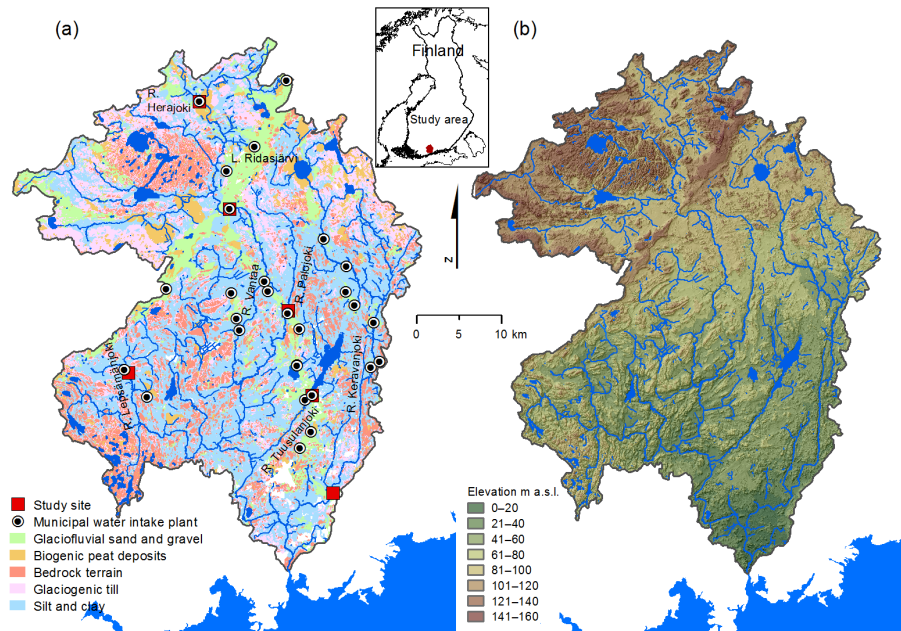 (a)
Finland
Study area
(b)
R.
Herajoki
L. Ridasjärvi
R. Vantaa
R. Palojoki
R. Lepsämänjoki
R. Keravanjoki
R. Tuusulanjoki
N
0 5 10 km
Study site
Municipal water intake plant
Glaciofluvial sand and gravel
Biogenic peat deposits
Bedrock terrain
Glaciogenic till
Silt and clay
Elevation m a.s.l.
0–20
21–40
41–60
61–80
81–100
101–120
121–140
141–160